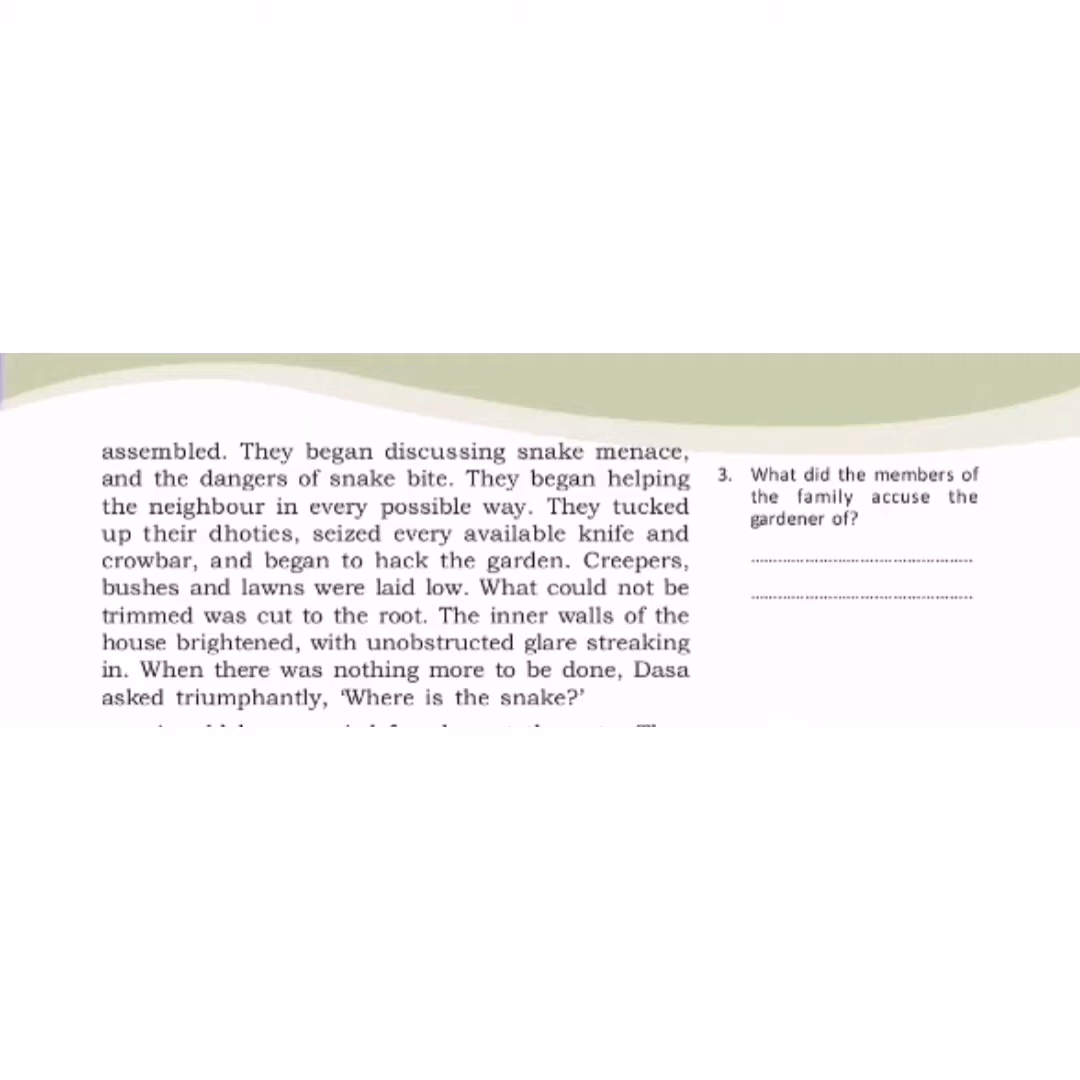 assembled. They began discussing snake menace,
and the dangers of snake bite. They began helping
the neighbour in every possible way. They tucked
up their dhoties, seized every available knife and
crowbar, and began to hack the garden. Creepers,
bushes and lawns were laid low. What could not be
trimmed was cut to the root. The inner walls of the
house brightened, with unobstructed glare streaking
in. When there was nothing more to be done, Dasa
asked triumphantly, ‘Where is the snake?’
3. What did the members of
the family accuse the
gardener of?